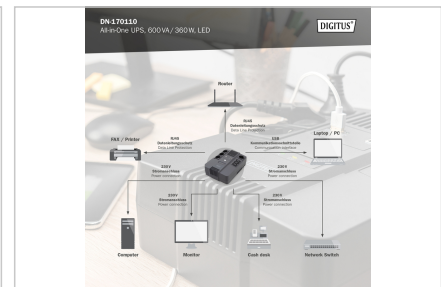 DN-170110
All-in-One UPS, 600VA/ 360W, LED
DIGITUS®
Router
RJ45
Datenleitungsschutz
Data Line Protection
FAX / Printer
RJ45
Datenleitungsschutz
Data Line Protection
USB
Kommunikationsschnittstelle
Communication interface
Laptop / PC
230V
Stromanschluss
Power connection
230V
Stromanschluss
Power connection
230V
Stromanschluss
Power connection
230V
Stromanschluss
Power connection
Computer
Monitor
Cash desk
Network Switch